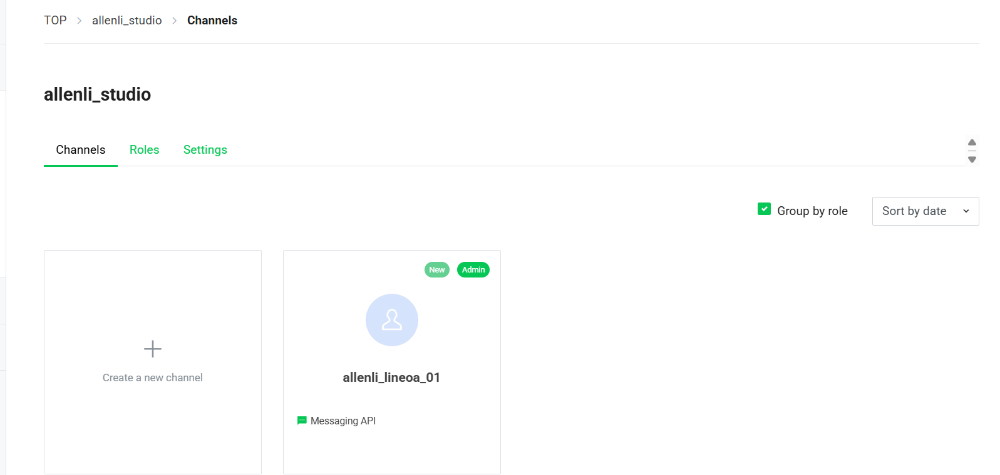 TOP > allenli_studio > Channels
allenli_studio
Channels Roles Settings
Group by role Sort by date
New Admin
Create a new channel
allenli_lineoa_01
Messaging API